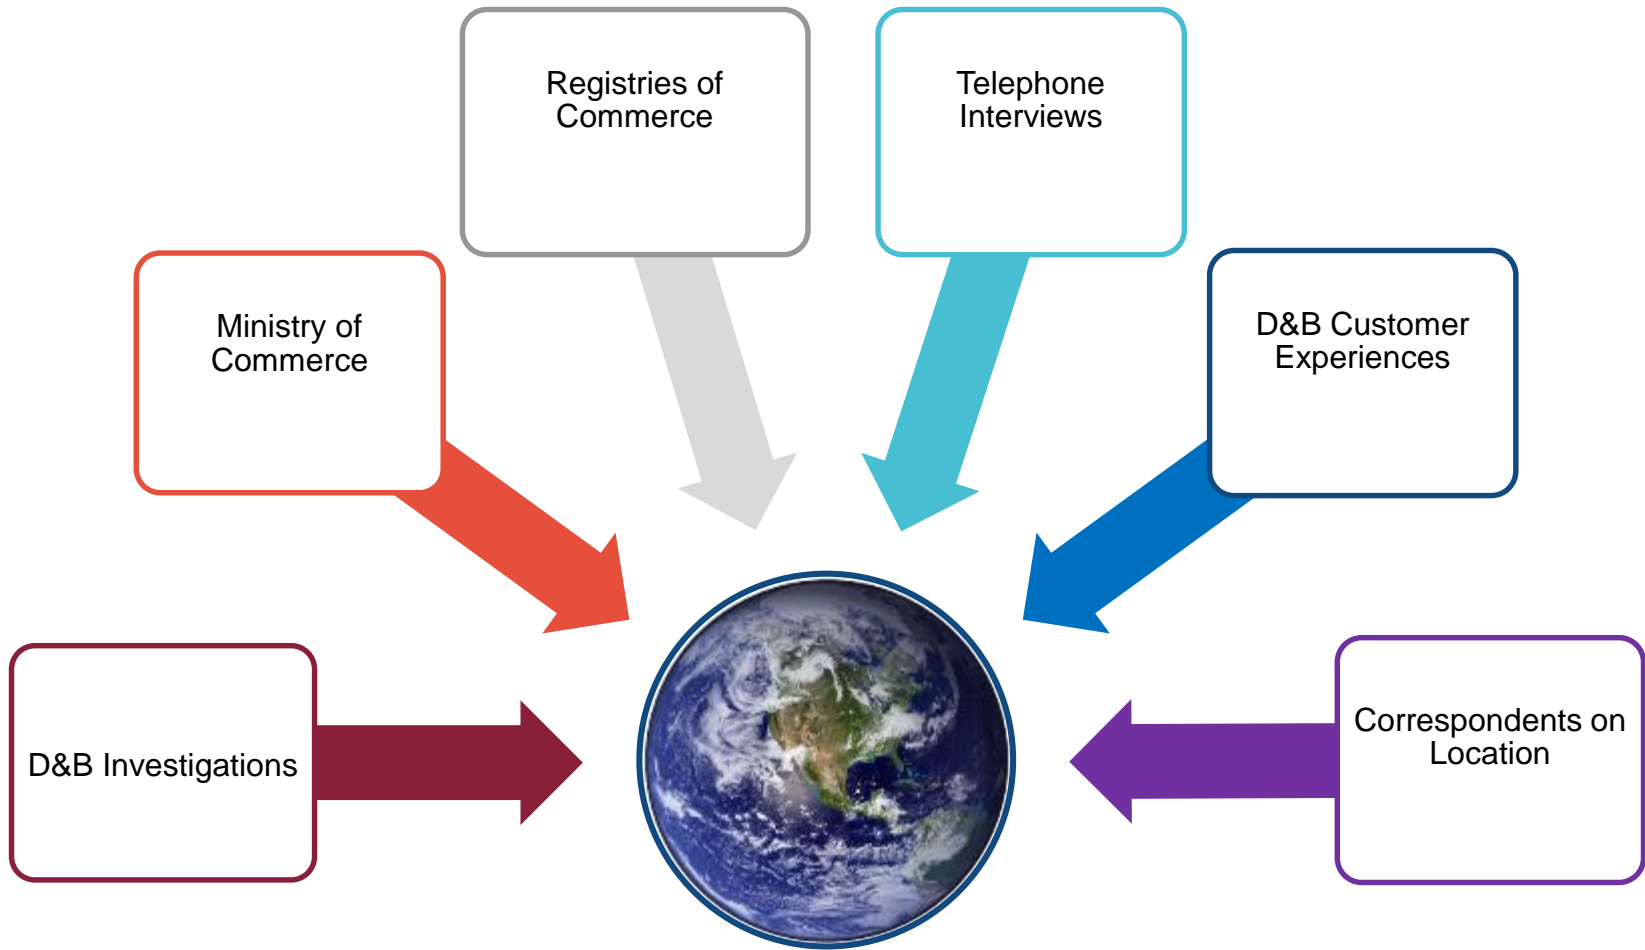 Registries of
Commerce
Telephone
Interviews
Ministry of
Commerce
D&B Customer
Experiences
D&B Investigations
Correspondents on
Location